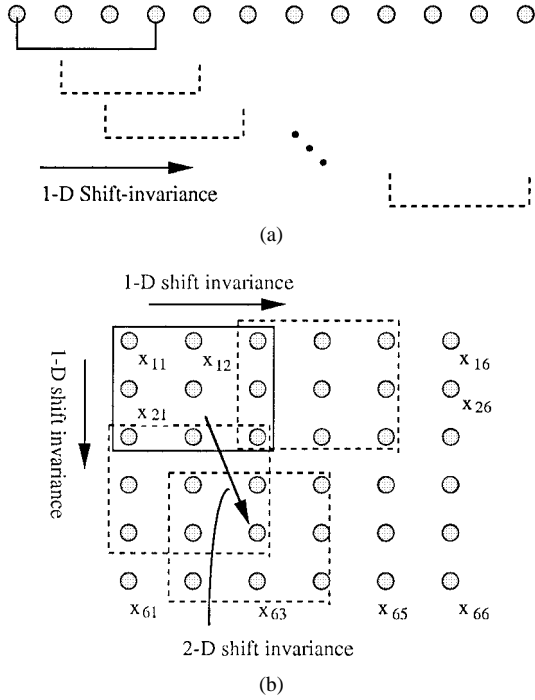 1-D Shift-invariance
(a)
1-D shift invariance
1-D shift invariance
x11 x12 x16
x21 x26
x61 x63 x65 x66
2-D shift invariance
(b)